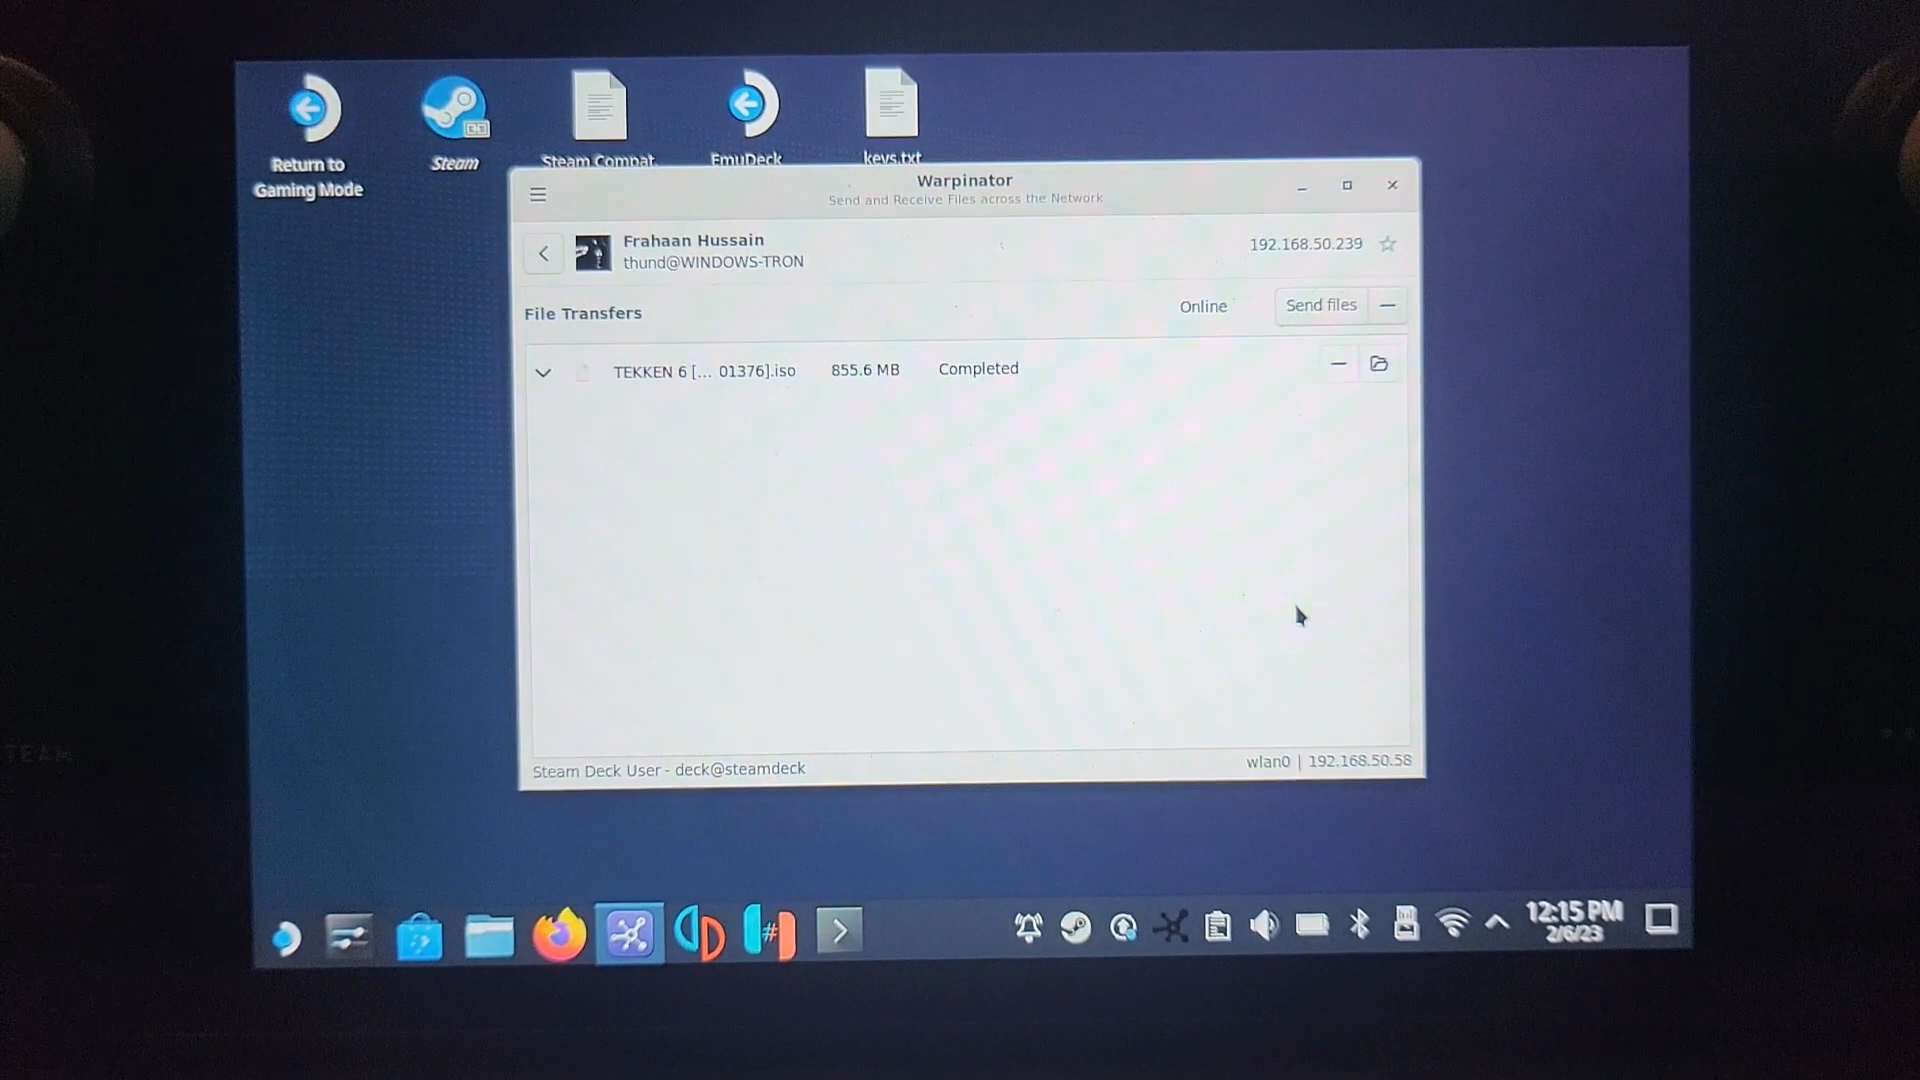 Return to
Gaming Mode
Steam
Steam Compat
EmuDeck
keys.txt
Warpinator
Send and Receive Files across the Network
Frahaan Hussain
thund@WINDOWS-TRON
192.168.50.239
File Transfers
Online
Send files
TEKKEN 6 [... 01376].iso
855.6 MB
Completed
Steam Deck User - deck@steamdeck
wlan0 | 192.168.50.58
#
12:15 PM
2/6/23